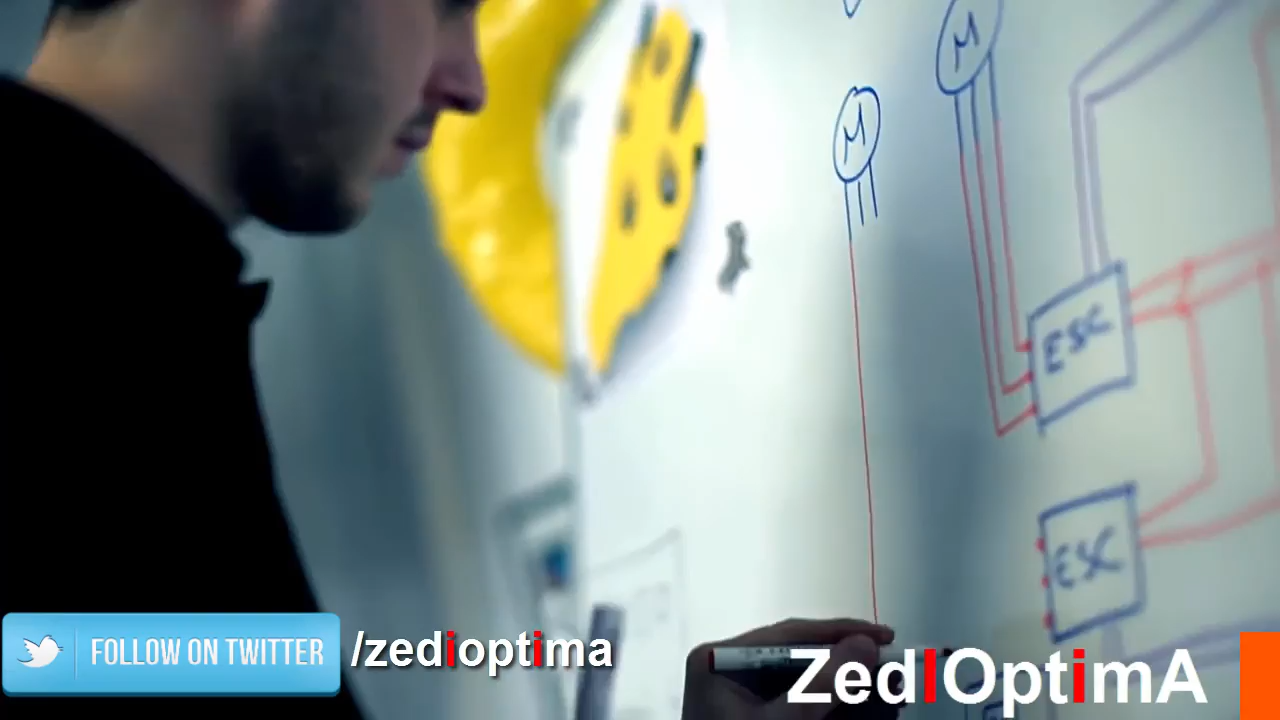 M
M
ESC
ESC
FOLLOW ON TWITTER
/zedioptima
ZedIOptimA